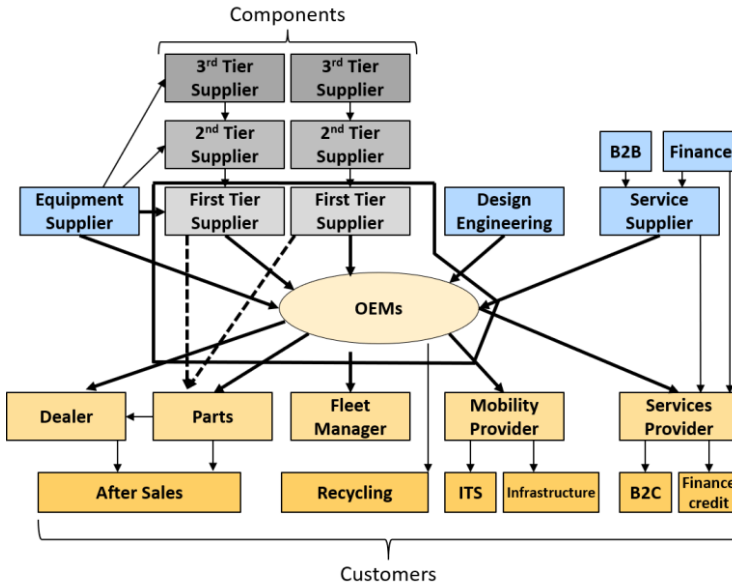 Components
3rd Tier
Supplier
3rd Tier
Supplier
2nd Tier
Supplier
2nd Tier
Supplier
B2B
Finance
Equipment
Supplier
First Tier
Supplier
First Tier
Supplier
Design
Engineering
Service
Supplier
OEMs
Dealer
Parts
Fleet
Manager
Mobility
Provider
Services
Provider
After Sales
Recycling
ITS
Infrastructure
B2C
Finance
credit
Customers